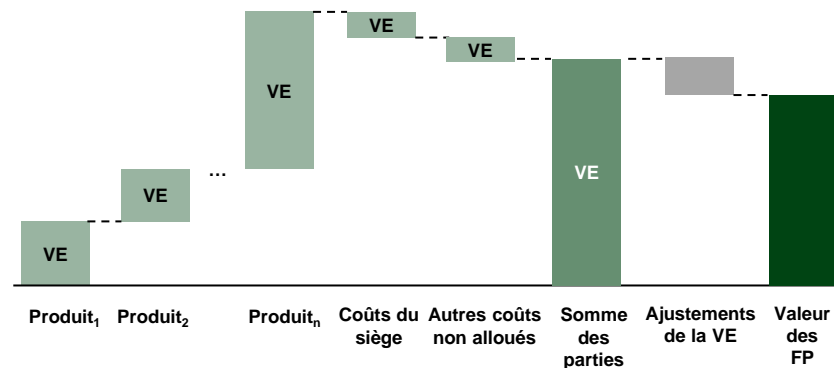 VE
VE
VE
VE
VE
...
VE
Produit₁
Produit₂
Produitₙ
Coûts du
siège
Autres coûts
non alloués
Somme
des
parties
Ajustements
de la VE
Valeur
des
FP